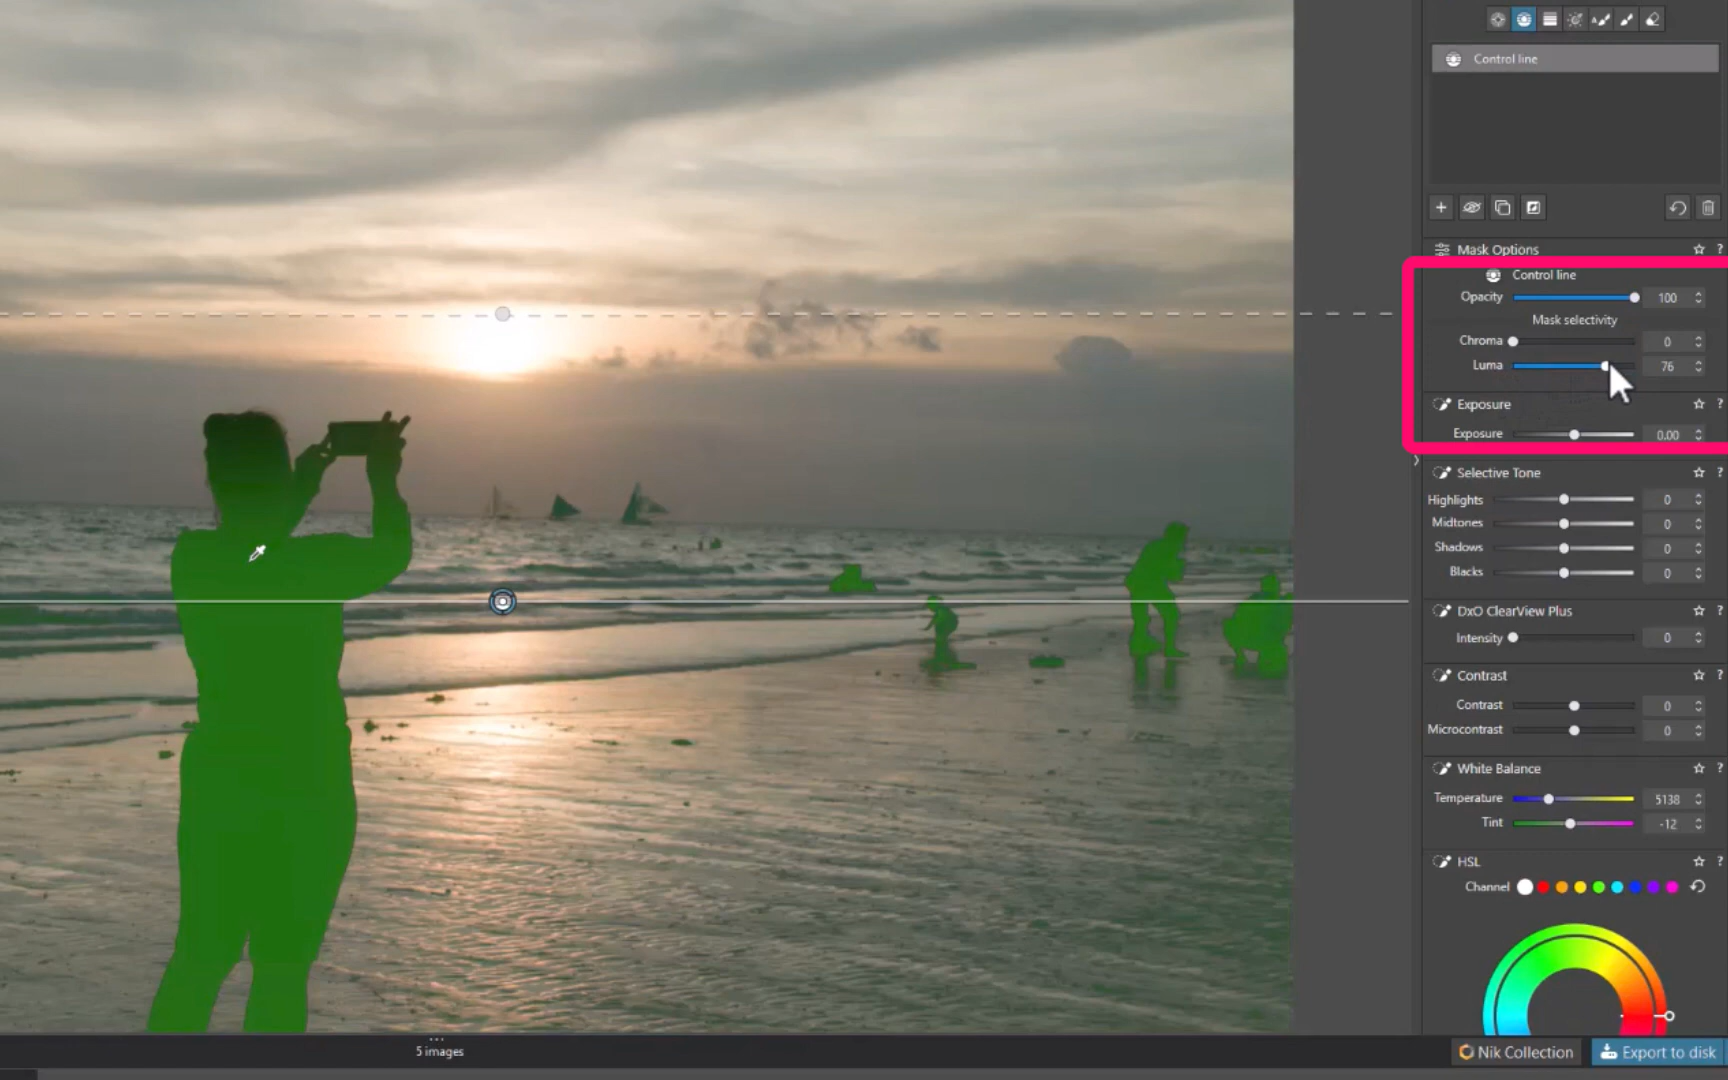 Control line
Mask Options ?
Control line
Opacity 100
Mask selectivity
Chroma 0
Luma 76
Exposure ?
Exposure 0.00
Selective Tone ?
Highlights 0
Midtones 0
Shadows 0
Blacks 0
DxO ClearView Plus ?
Intensity 0
Contrast ?
Contrast 0
Microcontrast 0
White Balance ?
Temperature 5138
Tint -12
HSL ?
Channel
5 images
Nik Collection
Export to disk